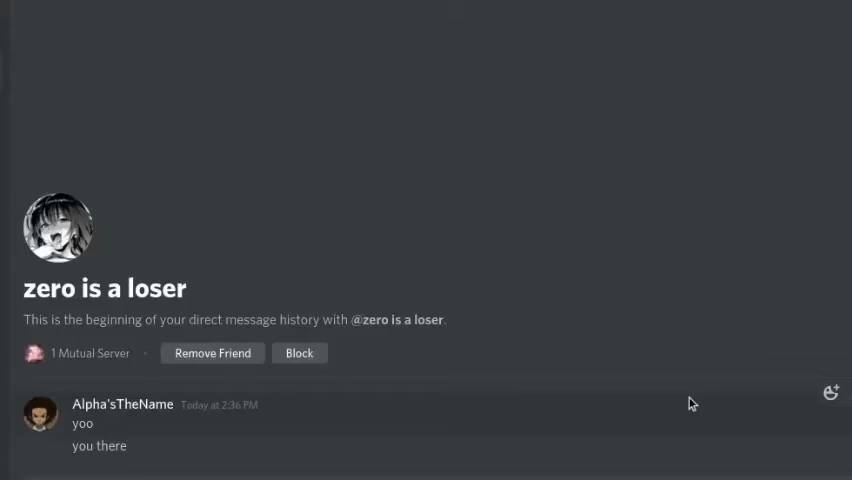 zero is a loser
This is the beginning of your direct message history with @zero is a loser.
1 Mutual Server · Remove Friend Block
Alpha'sTheName Today at 2:36 PM
yoo
you there